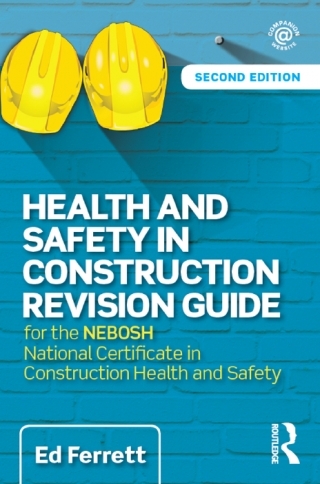 COMPANION @ WEBSITE
SECOND EDITION
HEALTH AND
SAFETY IN
CONSTRUCTION
REVISION GUIDE
for the NEBOSH
National Certificate in
Construction Health and Safety
Ed Ferrett
R
ROUTLEDGE